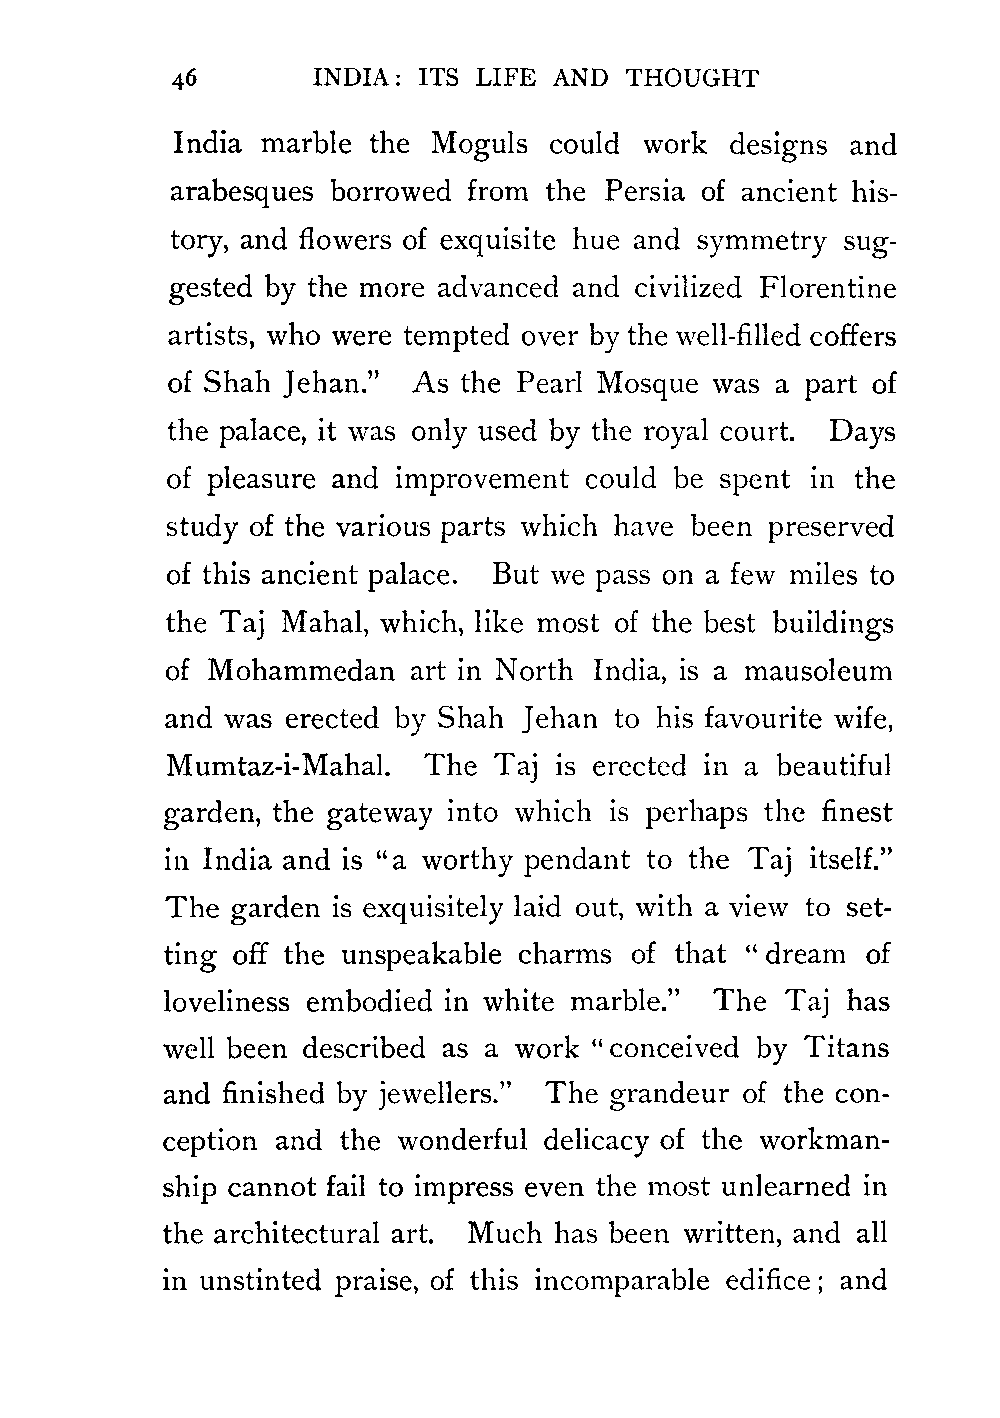 46 INDIA: ITS LIFE AND THOUGHT
India marble the Moguls could work designs and
arabesques borrowed from the Persia of ancient his-
tory, and flowers of exquisite hue and symmetry sug-
gested by the more advanced and civilized Florentine
artists, who were tempted over by the well-filled coffers
of Shah Jehan.” As the Pearl Mosque was a part of
the palace, it was only used by the royal court. Days
of pleasure and improvement could be spent in the
study of the various parts which have been preserved
of this ancient palace. But we pass on a few miles to
the Taj Mahal, which, like most of the best buildings
of Mohammedan art in North India, is a mausoleum
and was erected by Shah Jehan to his favourite wife,
Mumtaz-i-Mahal. The Taj is erected in a beautiful
garden, the gateway into which is perhaps the finest
in India and is “a worthy pendant to the Taj itself.”
The garden is exquisitely laid out, with a view to set-
ting off the unspeakable charms of that “dream of
loveliness embodied in white marble.” The Taj has
well been described as a work “conceived by Titans
and finished by jewellers.” The grandeur of the con-
ception and the wonderful delicacy of the workman-
ship cannot fail to impress even the most unlearned in
the architectural art. Much has been written, and all
in unstinted praise, of this incomparable edifice; and